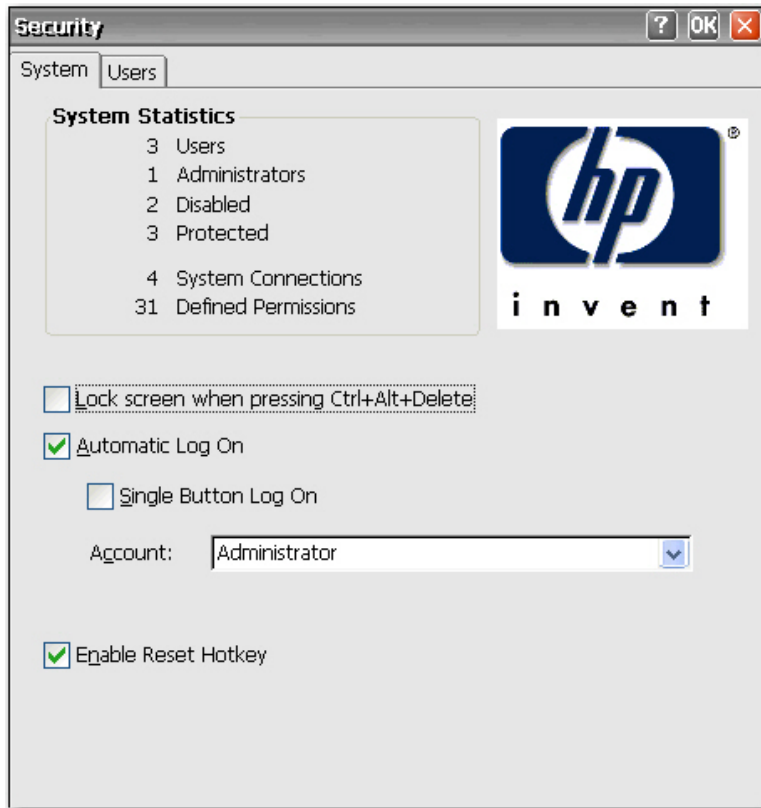 Security
? OK X
System Users
System Statistics
3 Users
1 Administrators
2 Disabled
3 Protected
4 System Connections
31 Defined Permissions
hp®
invent
Lock screen when pressing Ctrl+Alt+Delete
Automatic Log On
Single Button Log On
Account: Administrator
Enable Reset Hotkey